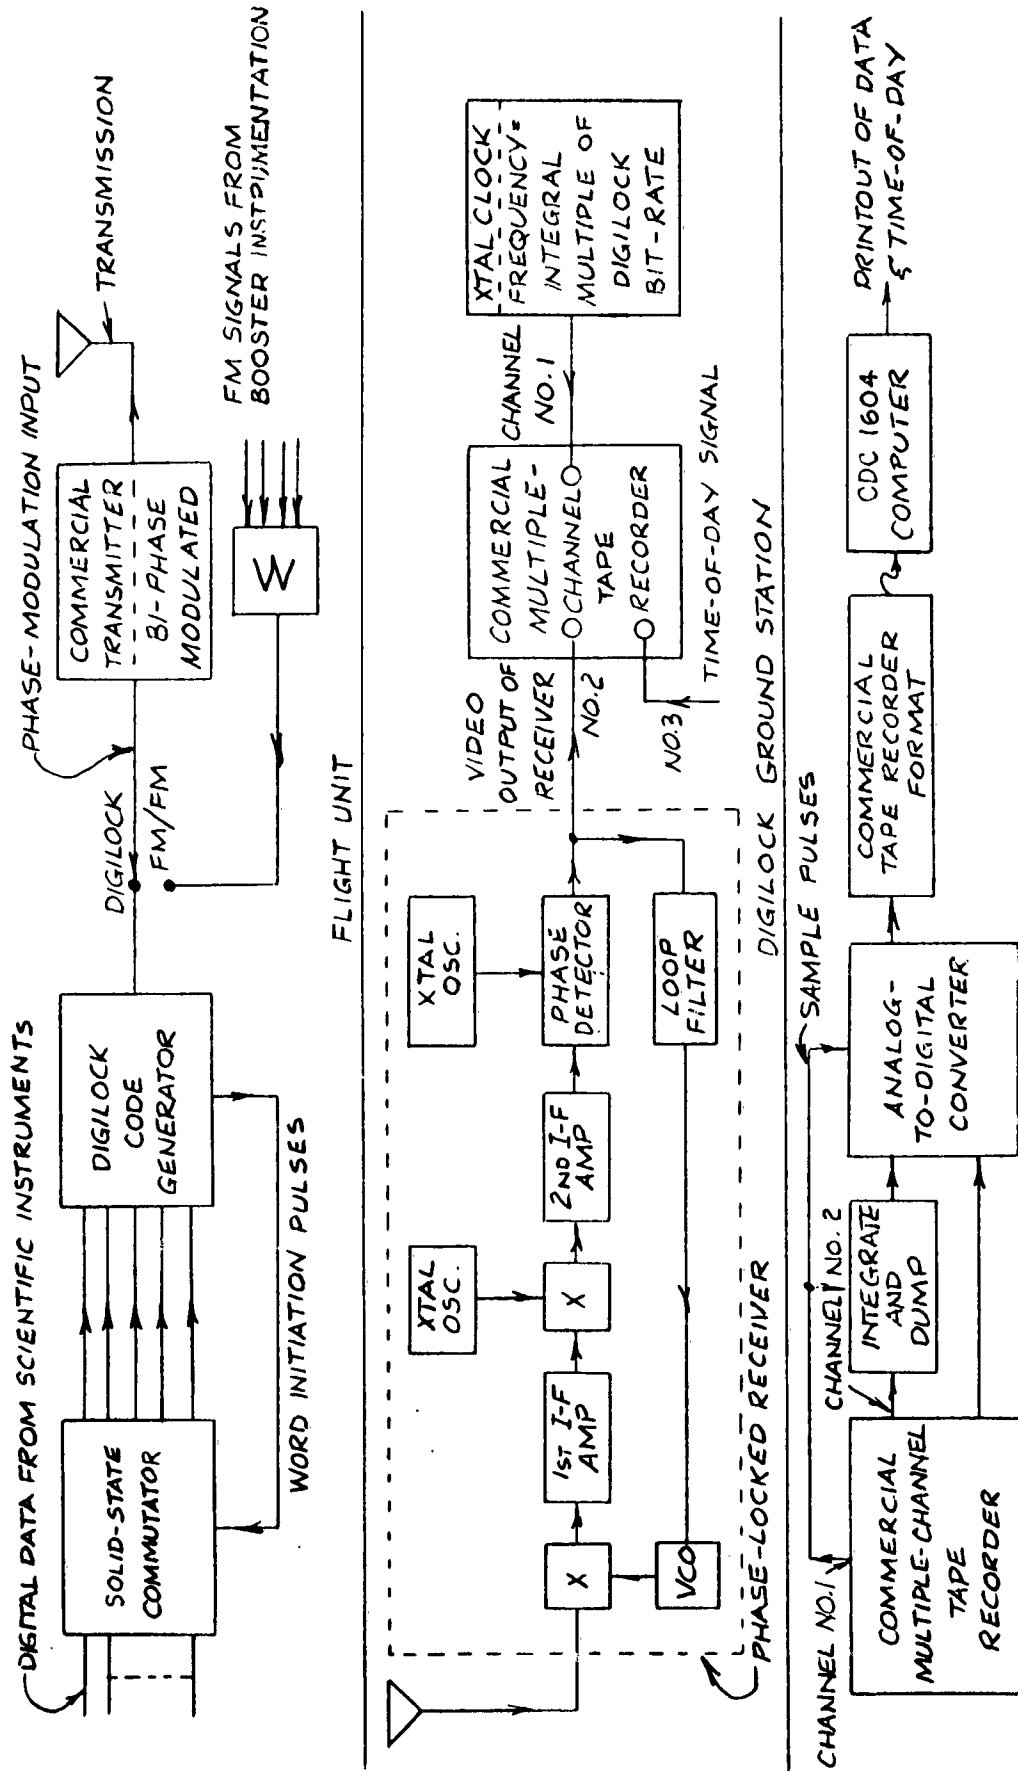 DIGITAL DATA FROM SCIENTIFIC INSTRUMENTS
SOLID-STATE
COMMUTATOR
WORD INITIATION PULSES
DIGILOCK
CODE
GENERATOR
DIGILOCK
FM/FM
PHASE-MODULATION INPUT
COMMERCIAL
TRANSMITTER
BI-PHASE
MODULATED
TRANSMISSION
FM SIGNALS FROM
BOOSTER INSTRUMENTATION
FLIGHT UNIT
X
1ST I-F
AMP
XTAL
OSC.
X
2ND I-F
AMP
XTAL
OSC.
PHASE
DETECTOR
LOOP
FILTER
VCO
PHASE-LOCKED RECEIVER
VIDEO
OUTPUT OF
RECEIVER
NO.2
NO.3
COMMERCIAL
MULTIPLE-
CHANNEL
TAPE
RECORDER
CHANNEL
NO.1
XTAL CLOCK
FREQUENCY=
INTEGRAL
MULTIPLE OF
DIGILOCK
BIT-RATE
TIME-OF-DAY SIGNAL
DIGILOCK GROUND STATION
CHANNEL NO.1
COMMERCIAL
MULTIPLE-CHANNEL
TAPE
RECORDER
CHANNEL NO. 2
INTEGRATE
AND
DUMP
SAMPLE PULSES
ANALOG-
TO-DIGITAL
CONVERTER
COMMERCIAL
TAPE RECORDER
FORMAT
CDC 1604
COMPUTER
PRINTOUT OF DATA
& TIME-OF-DAY